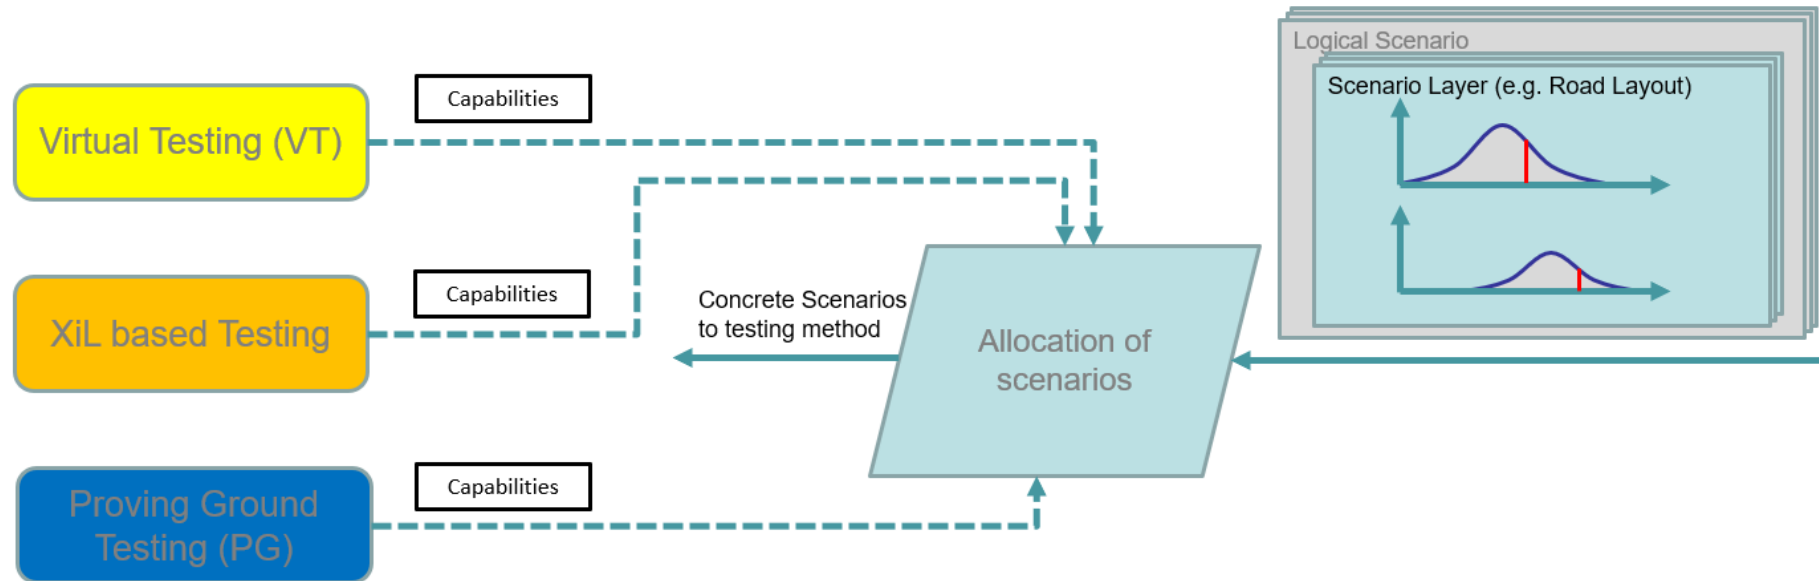 Logical Scenario
Scenario Layer (e.g. Road Layout)
Capabilities
Virtual Testing (VT)
Capabilities
XiL based Testing
Concrete Scenarios
to testing method
Allocation of
scenarios
Capabilities
Proving Ground
Testing (PG)